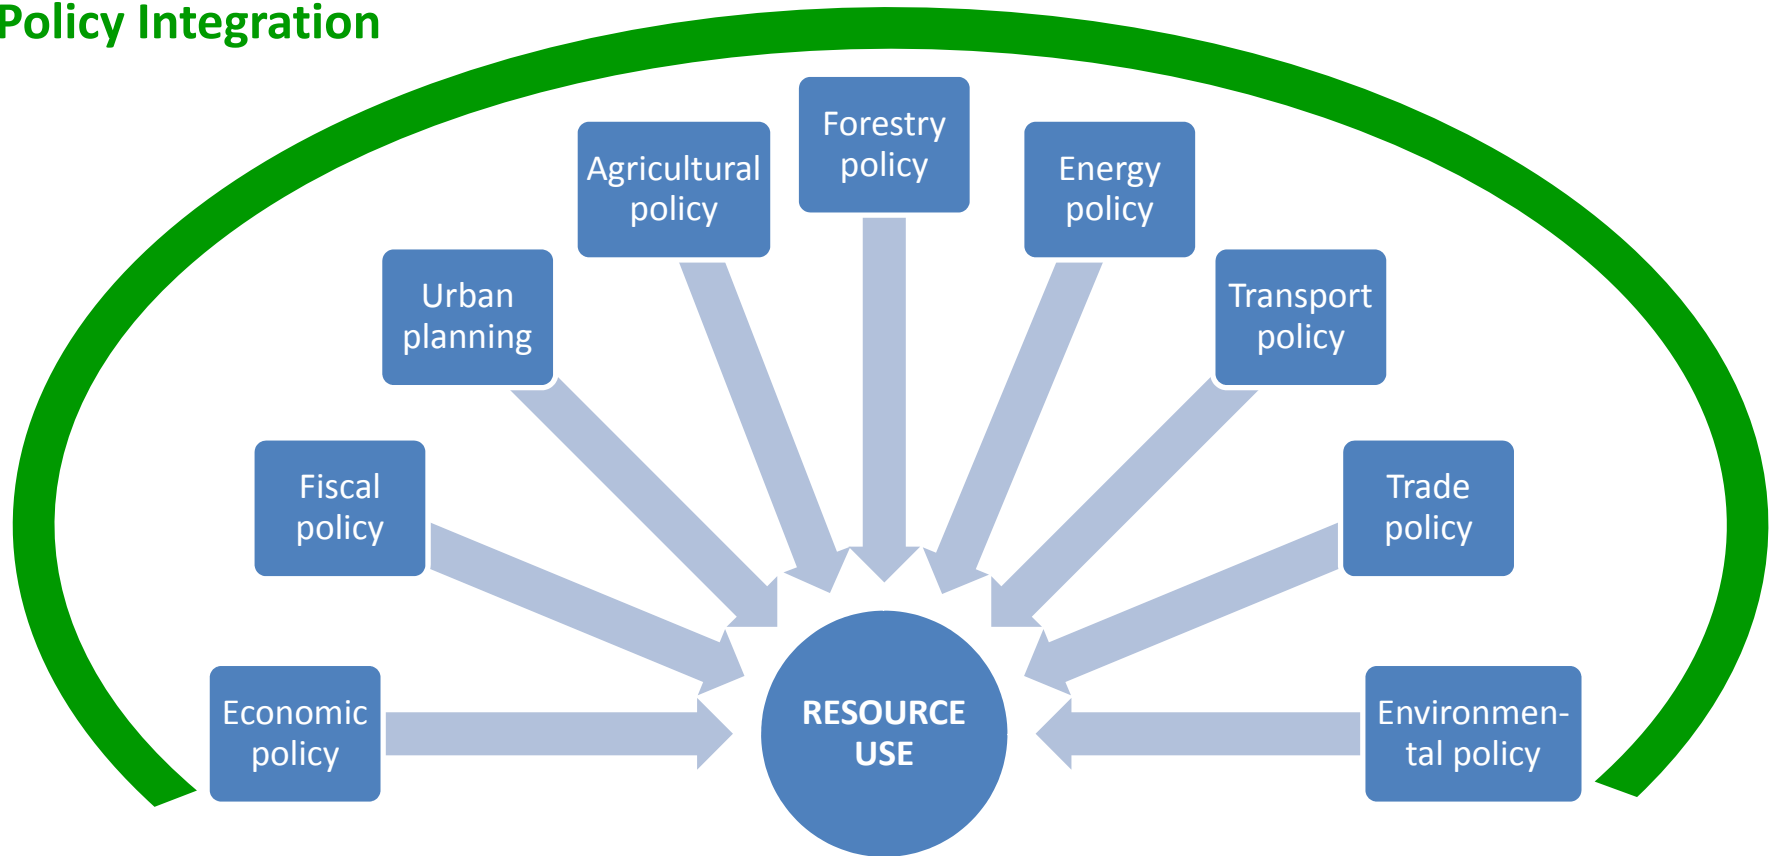 Policy Integration
Forestry
policy
Agricultural
policy
Energy
policy
Urban
planning
Transport
policy
Fiscal
policy
Trade
policy
Economic
policy
RESOURCE
USE
Environmen-
tal policy